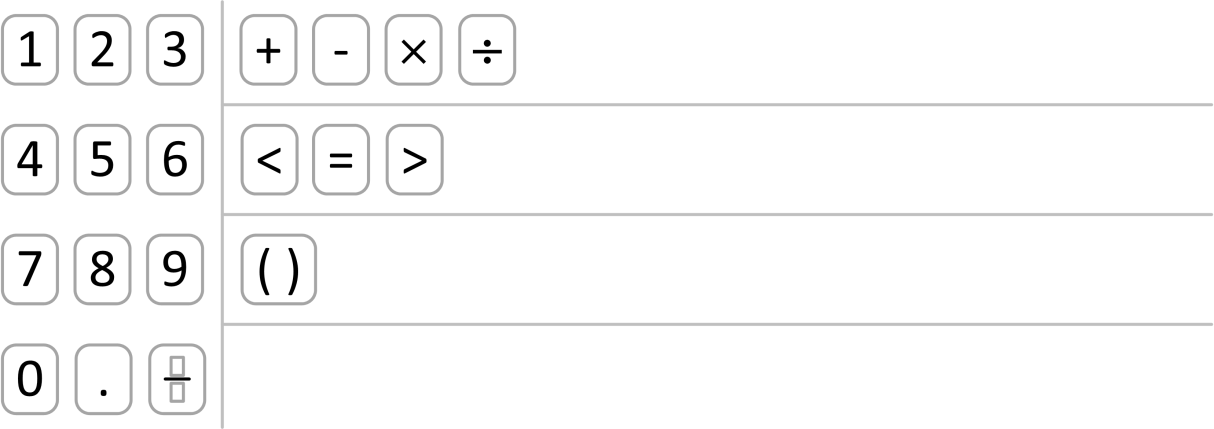 1 2 3 + - × ÷
4 5 6 < = >
7 8 9 ( )
0 .